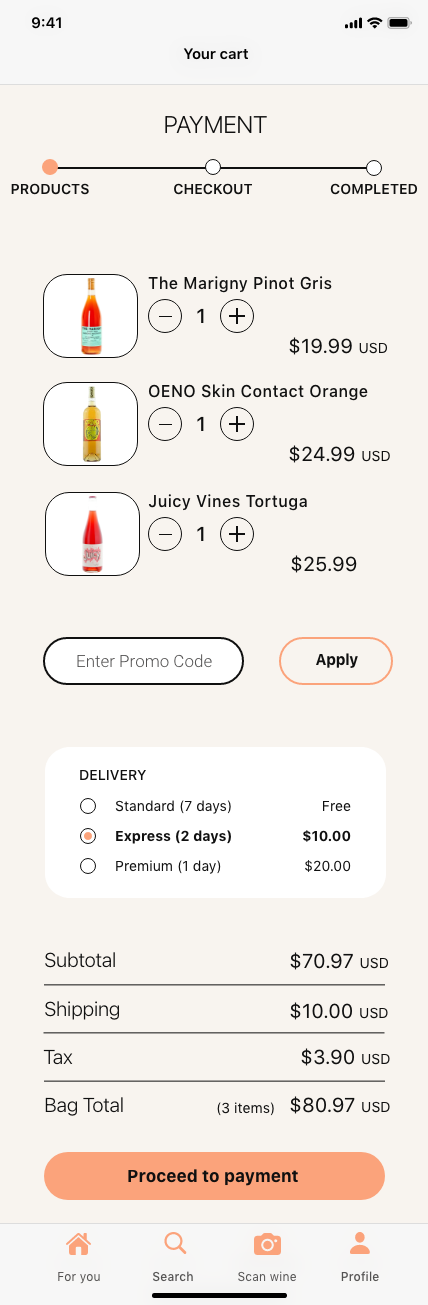 9:41
Your cart
PAYMENT
PRODUCTS CHECKOUT COMPLETED
The Marigny Pinot Gris
1
$19.99 USD
OENO Skin Contact Orange
1
$24.99 USD
Juicy Vines Tortuga
1
$25.99
Enter Promo Code Apply
DELIVERY
Standard (7 days) Free
Express (2 days) $10.00
Premium (1 day) $20.00
Subtotal $70.97 USD
Shipping $10.00 USD
Tax $3.90 USD
Bag Total (3 items) $80.97 USD
Proceed to payment
For you Search Scan wine Profile